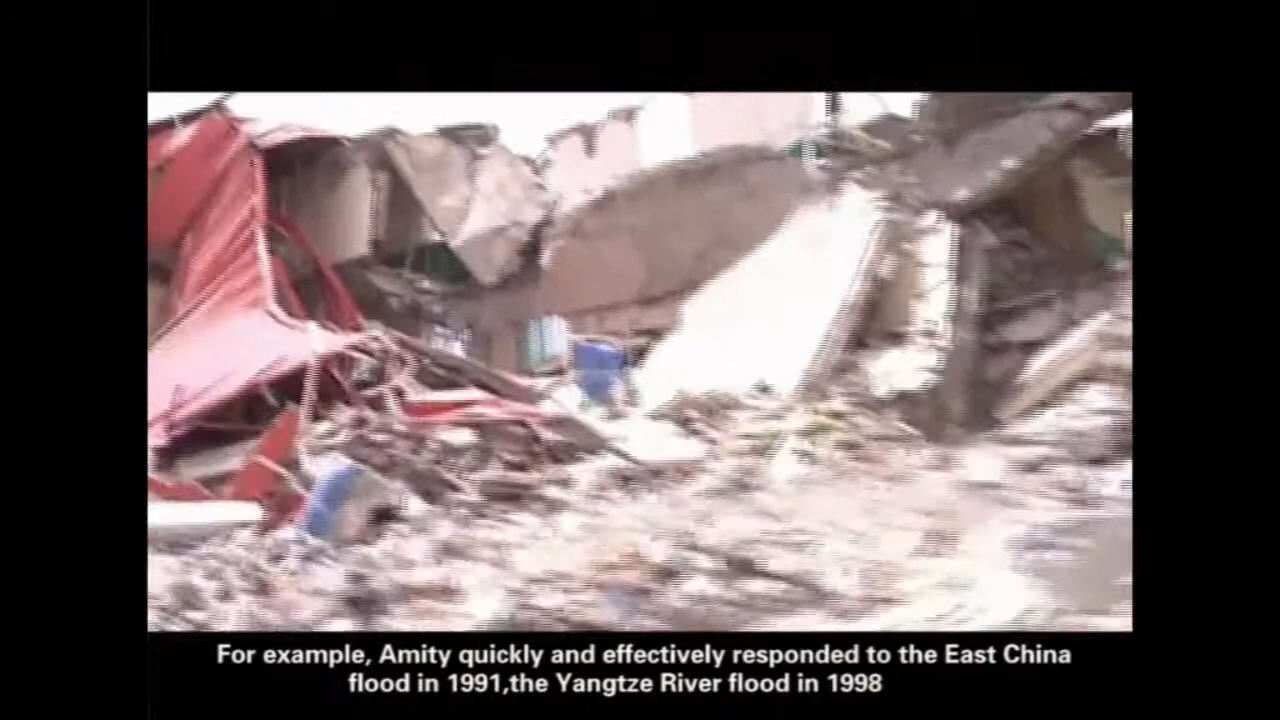 For example, Amity quickly and effectively responded to the East China
flood in 1991,the Yangtze River flood in 1998